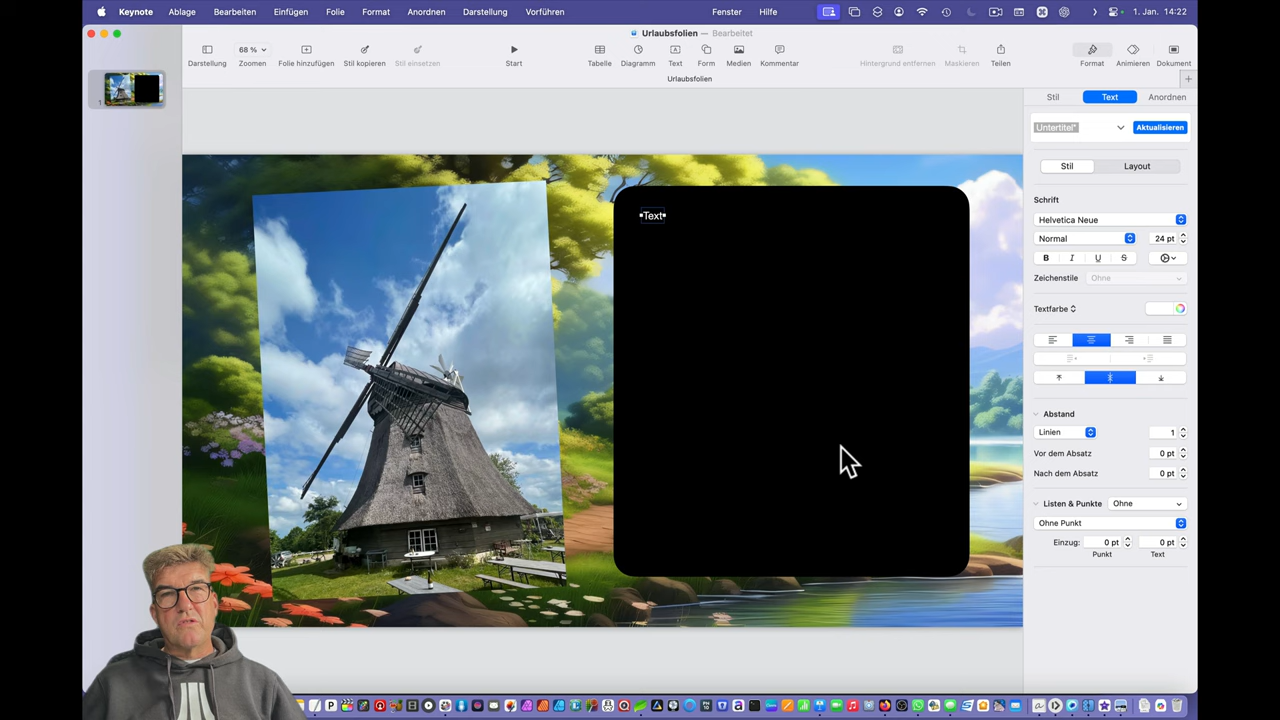 Keynote Ablage Bearbeiten Einfügen Folie Format Anordnen Darstellung Vorführen Fenster Hilfe 1. Jan. 14:22
Urlaubsfolien — Bearbeitet
68 %
Darstellung Zoomen Folie hinzufügen Stil kopieren Stil einsetzen Start Tabelle Diagramm Text Form Medien Kommentar Hintergrund entfernen Maskieren Teilen Format Animieren Dokument
Urlaubsfolien
1
Text
Stil Text Anordnen
Untertitel* Aktualisieren
Stil Layout
Schrift
Helvetica Neue
Normal 24 pt
B I U S
Zeichenstile Ohne
Textfarbe
Abstand
Linien 1
Vor dem Absatz 0 pt
Nach dem Absatz 0 pt
Listen & Punkte Ohne
Ohne Punkt
Einzug: 0 pt 0 pt
Punkt Text